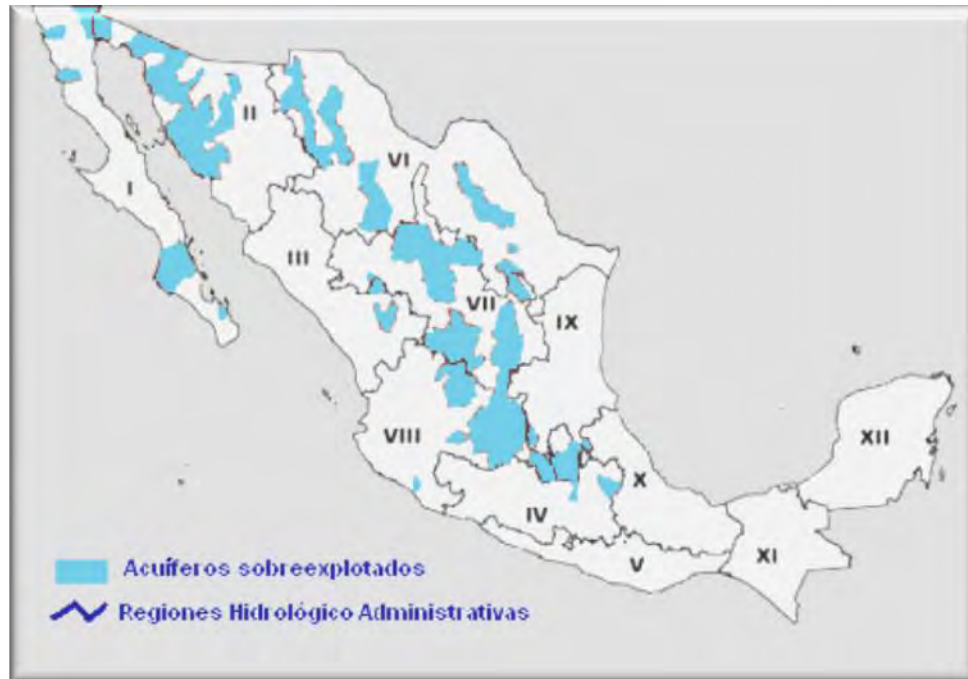 II
VI
I
III
VII
IX
VIII
XII
X
IV
V
XI
Acuíferos sobreexplotados
Regiones Hidrológico Administrativas